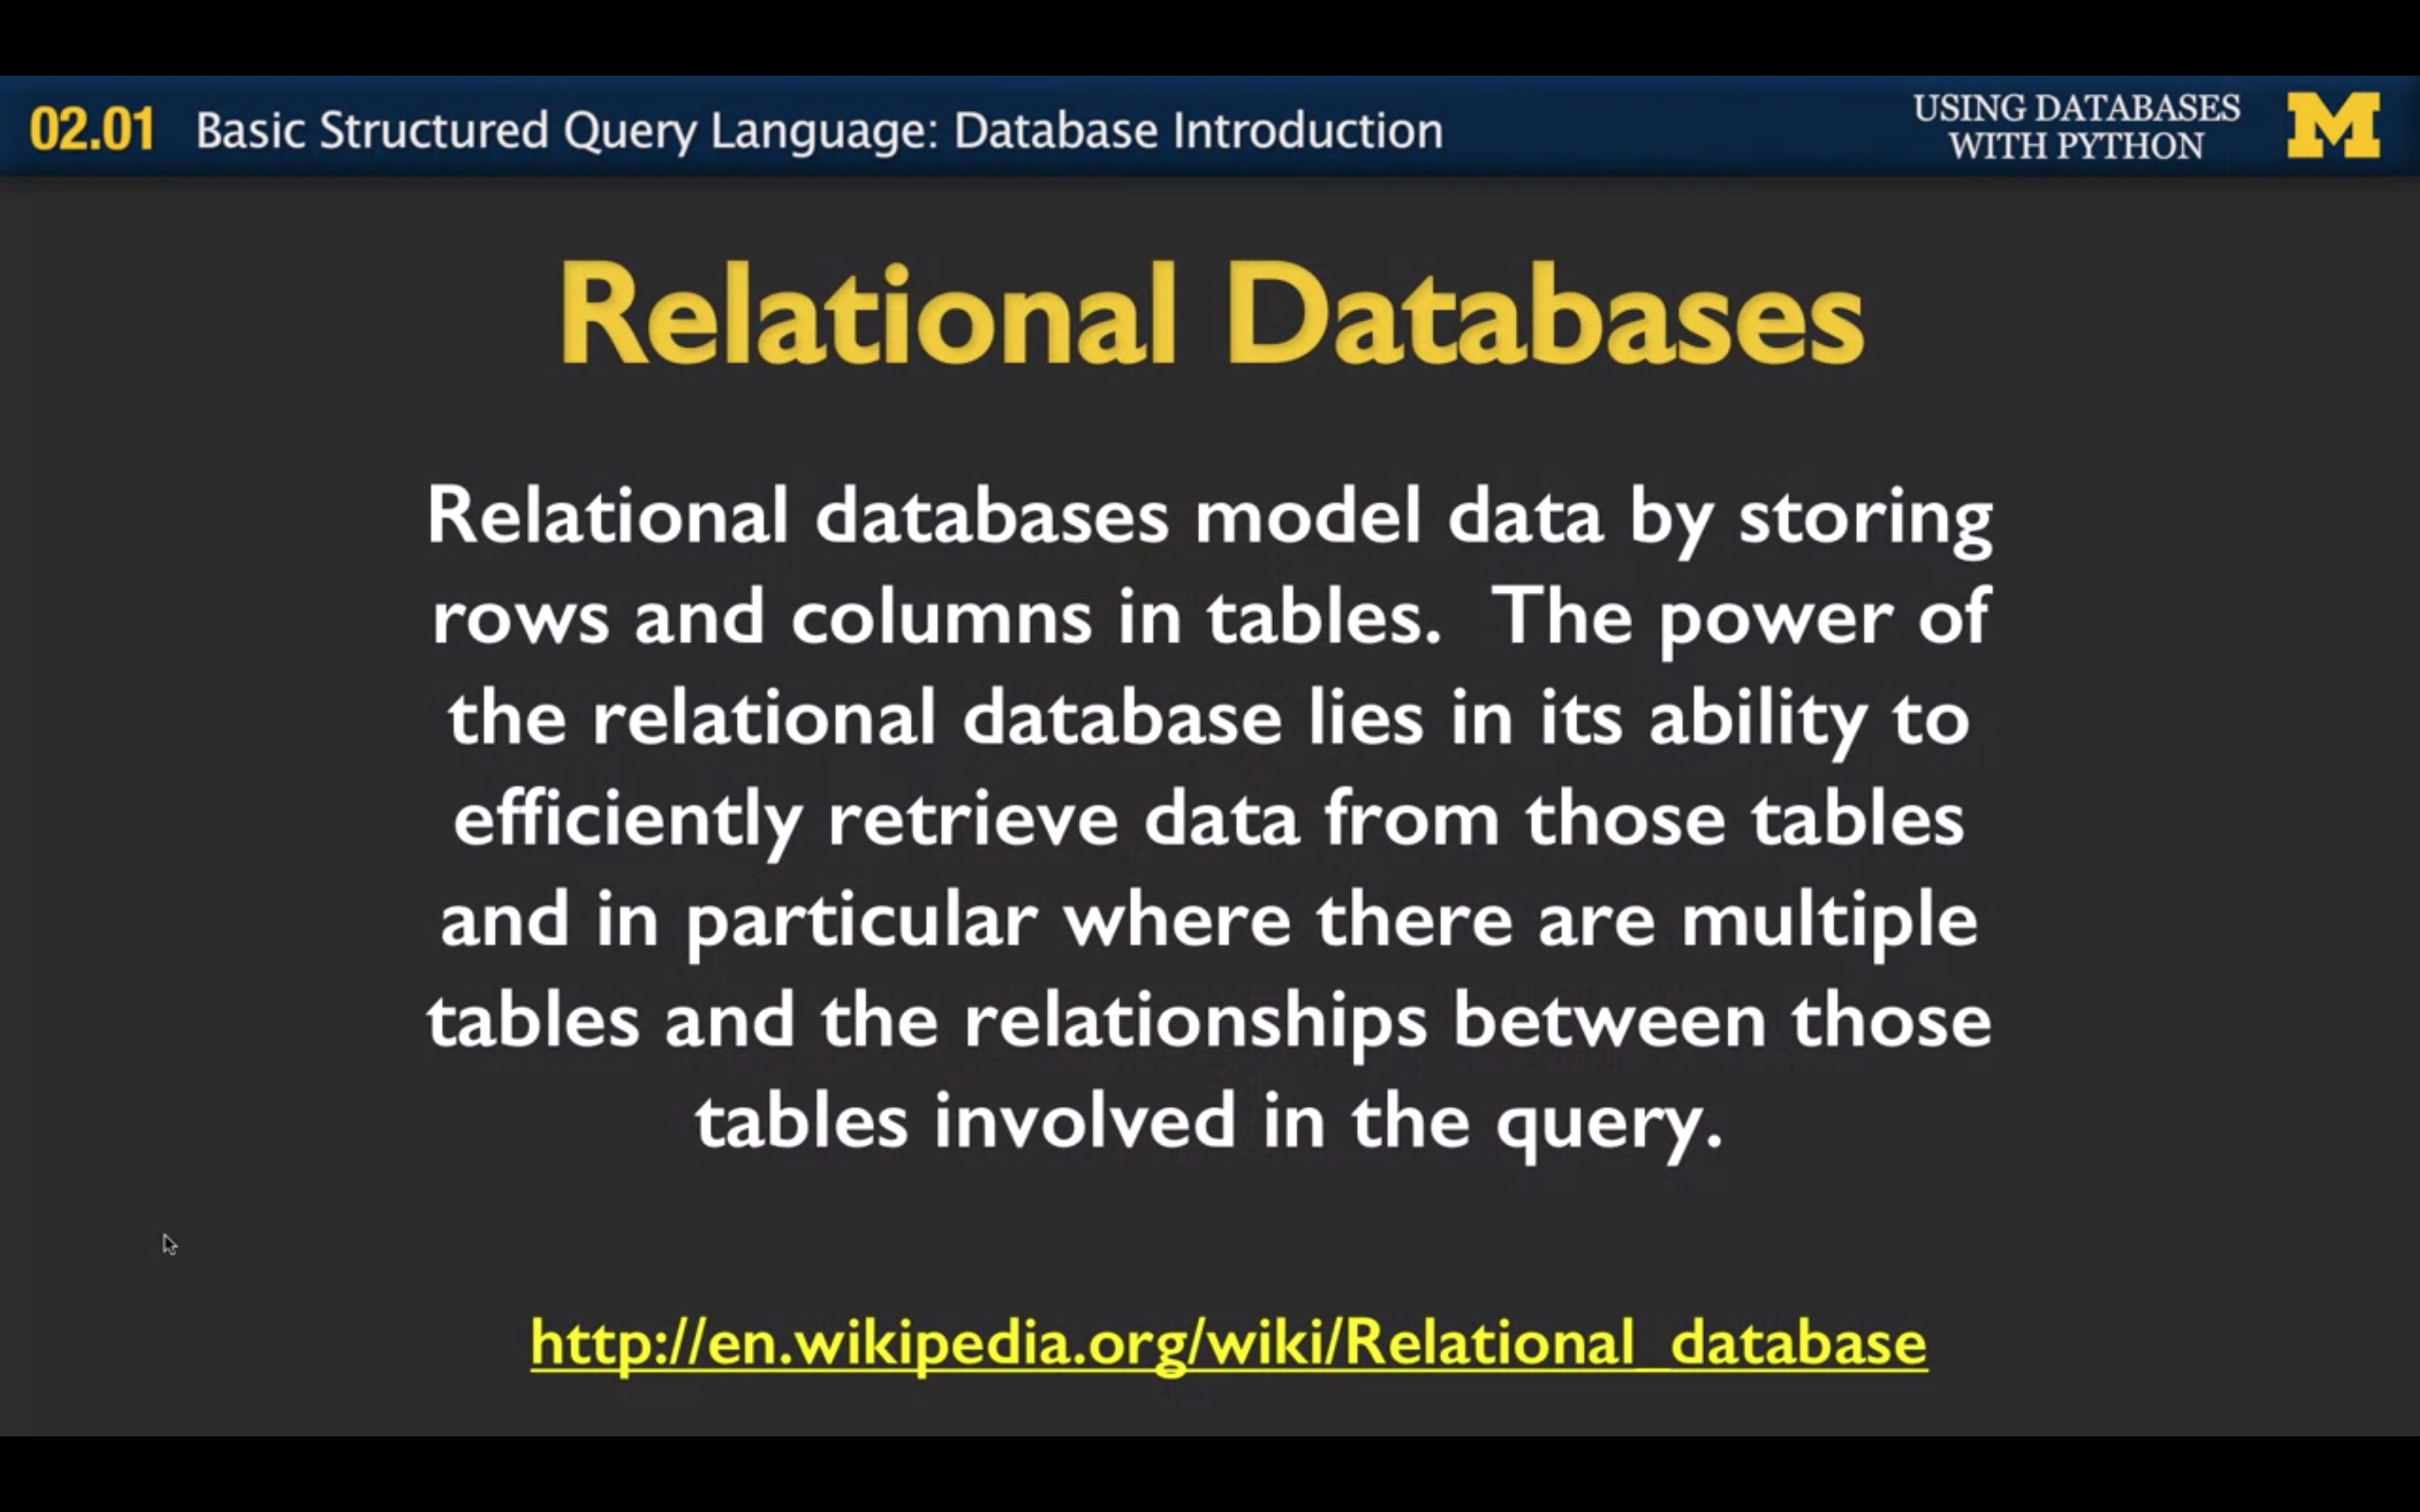 02.01 Basic Structured Query Language: Database Introduction
USING DATABASES
WITH PYTHON
M
Relational Databases
Relational databases model data by storing
rows and columns in tables.  The power of
the relational database lies in its ability to
efficiently retrieve data from those tables
and in particular where there are multiple
tables and the relationships between those
tables involved in the query.
http://en.wikipedia.org/wiki/Relational_database